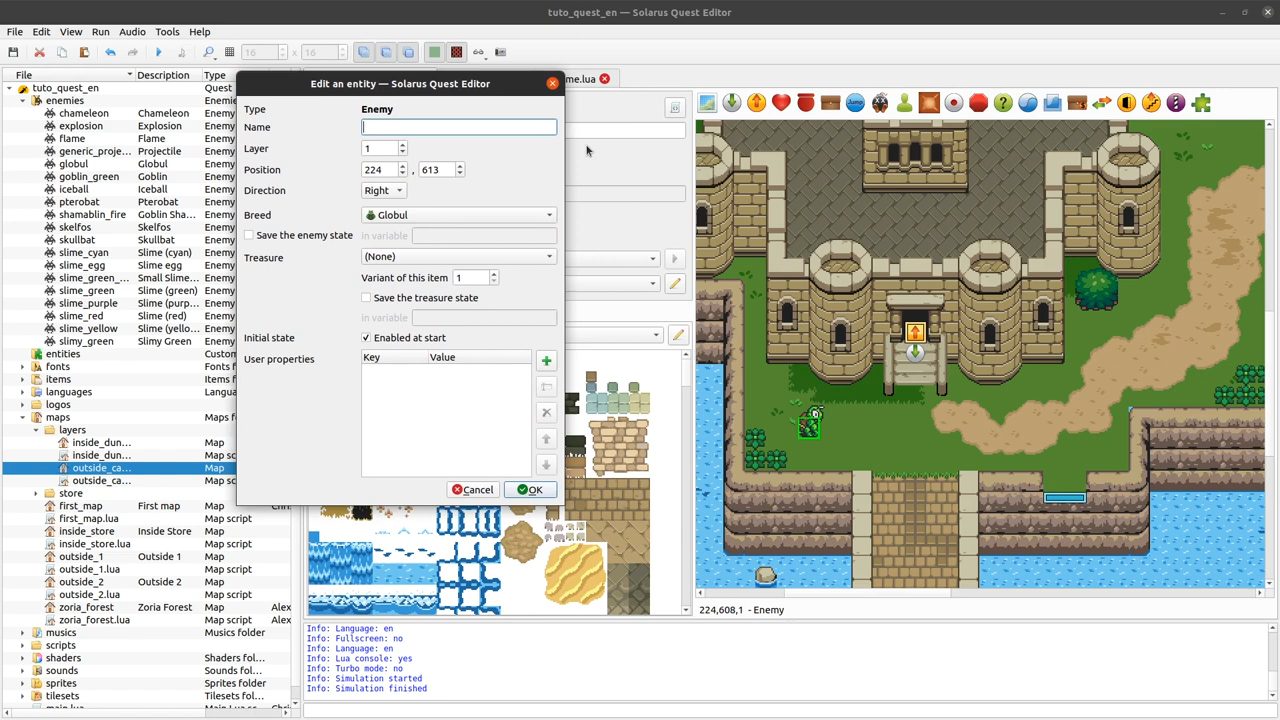 tuto_quest_en — Solarus Quest Editor
File Edit View Run Audio Tools Help
16 x 16
File Description Type
tuto_quest_en Quest
enemies Enemie
chameleon Chameleon Enemy
explosion Explosion Enemy
flame Flame Enemy
generic_proje... Projectile Enemy
globul Globul Enemy
goblin_green Goblin Enemy
iceball Iceball Enemy
pterobat Pterobat Enemy
shamablin_fire Goblin Sha... Enemy
skelfos Skelfos Enemy
skullbat Skullbat Enemy
slime_cyan Slime (cyan) Enemy
slime_egg Slime egg Enemy
slime_green_... Small Slime... Enemy
slime_green Slime (green) Enemy
slime_purple Slime (purp... Enemy
slime_red Slime (red) Enemy
slime_yellow Slime (yello... Enemy
slimy_green Slimy Green Enemy
entities Custom
fonts Fonts f
items Items f
languages Langua
logos
maps Maps fu
layers
inside_dun... Map
inside_dun... Map scr
outside_ca... Map
outside_ca... Map scr
store
first_map First map Map Chri
first_map.lua Map script
inside_store Inside Store Map
inside_store.lua Map script
outside_1 Outside 1 Map
outside_1.lua Map script
outside_2 Outside 2 Map
outside_2.lua Map script
zoria_forest Zoria Forest Map Alex
zoria_forest.lua Map script Alex
musics Musics folder
scripts
shaders Shaders fol...
sounds Sounds fol...
sprites Sprites folder
tilesets Tilesets fol...
main.lua
Edit an entity — Solarus Quest Editor
Type Enemy
Name
Layer 1
Position 224 , 613
Direction Right
Breed Globul
Save the enemy state in variable
Treasure (None)
Variant of this item 1
Save the treasure state
in variable
Initial state Enabled at start
User properties Key Value
Cancel OK
me.lua
Jump
224,608,1 - Enemy
Info: Language: en
Info: Fullscreen: no
Info: Language: en
Info: Lua console: yes
Info: Turbo mode: no
Info: Simulation started
Info: Simulation finished